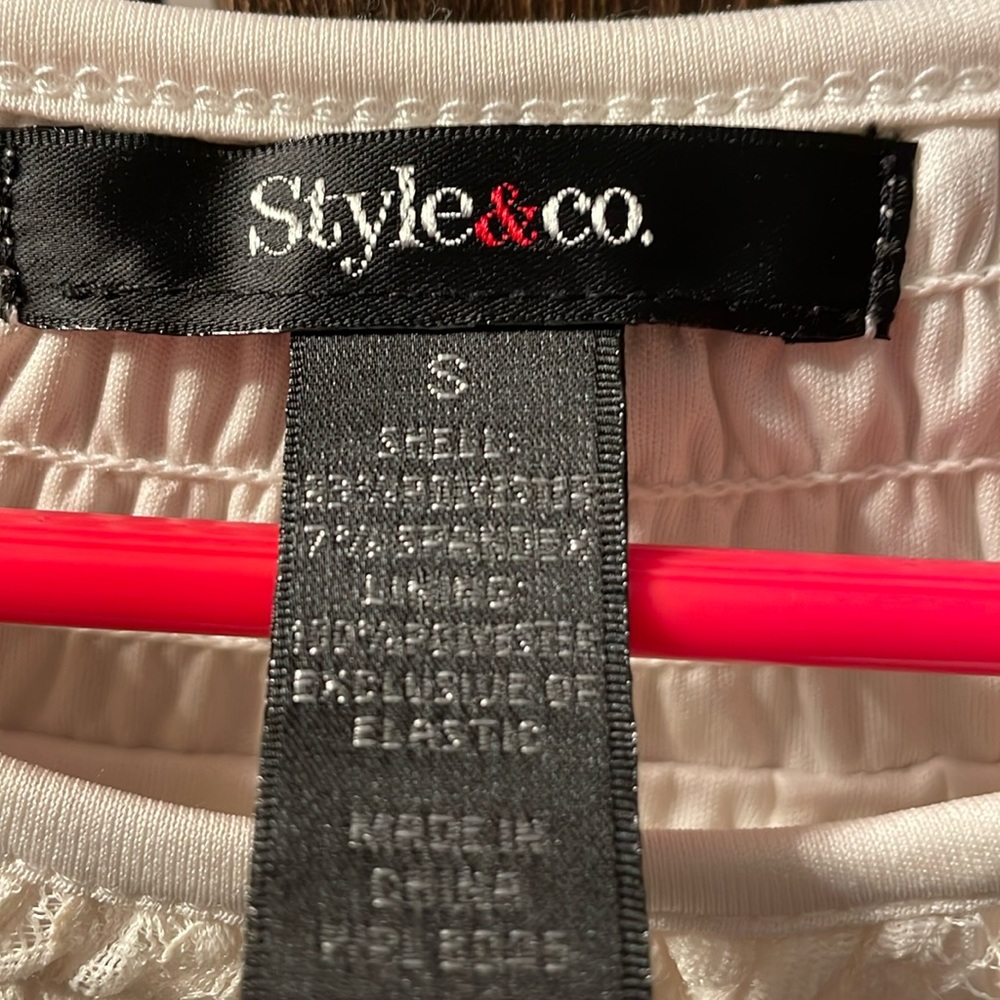 Style&co.
S
SHELL:
93% POLYESTER
7% SPANDEX
LINING:
100% POLYESTER
EXCLUSIVE OF
ELASTIC
MADE IN
CHINA